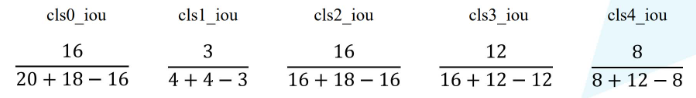 cls0_iou cls1_iou cls2_iou cls3_iou cls4_iou
16 3 16 12 8
20 + 18 − 16 4 + 4 − 3 16 + 18 − 16 16 + 12 − 12 8 + 12 − 8